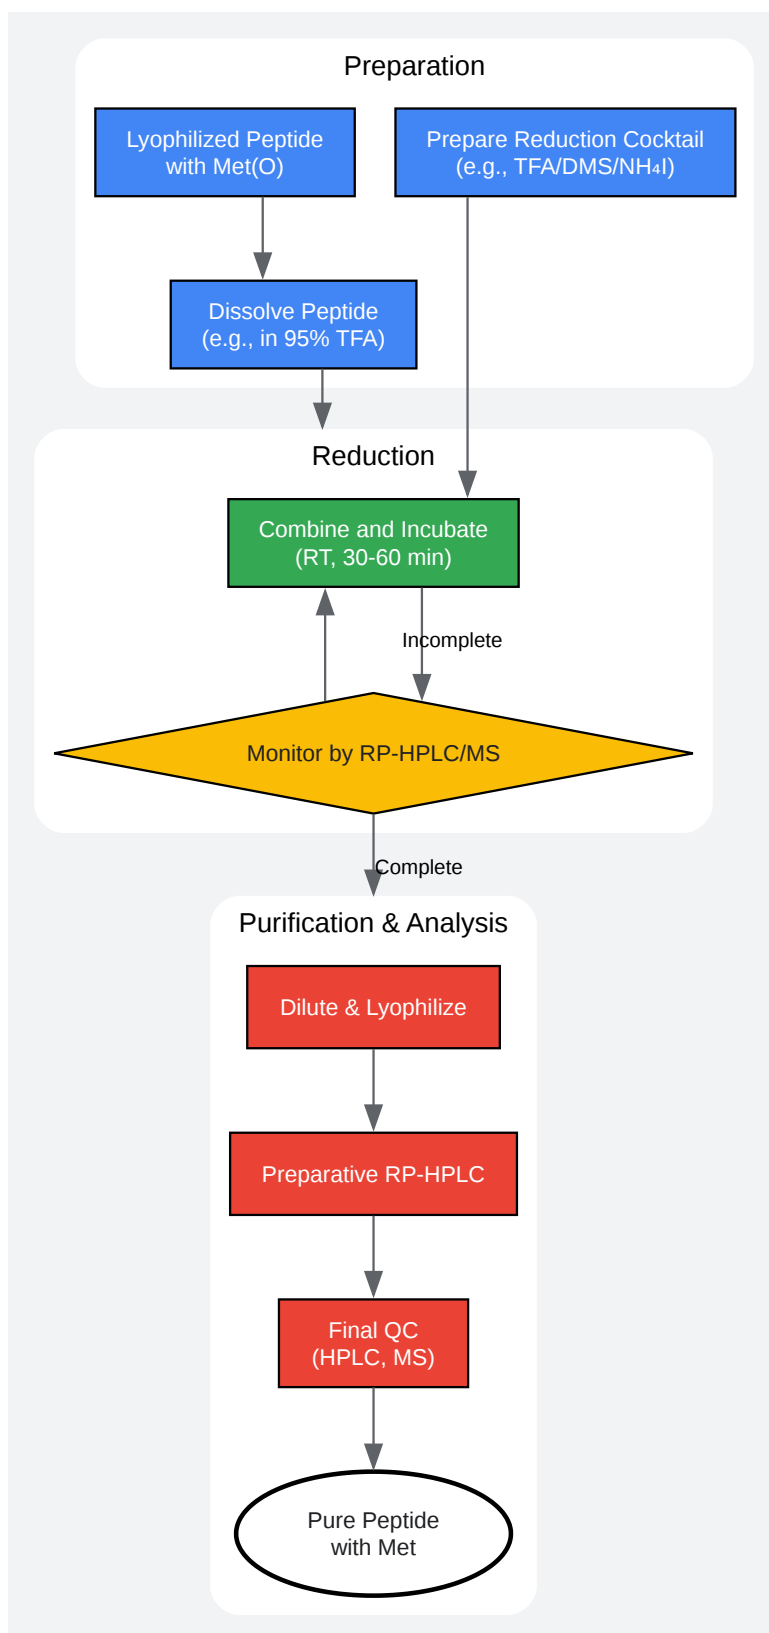 Preparation
Lyophilized Peptide
with Met(O)
Prepare Reduction Cocktail
(e.g., TFA/DMS/NH₄I)
Dissolve Peptide
(e.g., in 95% TFA)
Reduction
Combine and Incubate
(RT, 30-60 min)
Incomplete
Monitor by RP-HPLC/MS
Complete
Purification & Analysis
Dilute & Lyophilize
Preparative RP-HPLC
Final QC
(HPLC, MS)
Pure Peptide
with Met